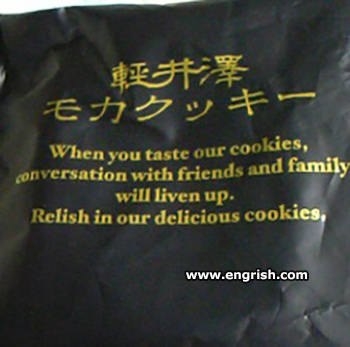 軽井澤
モカクッキー
When you taste our cookies,
conversation with friends and family
will liven up.
Relish in our delicious cookies.
www.engrish.com